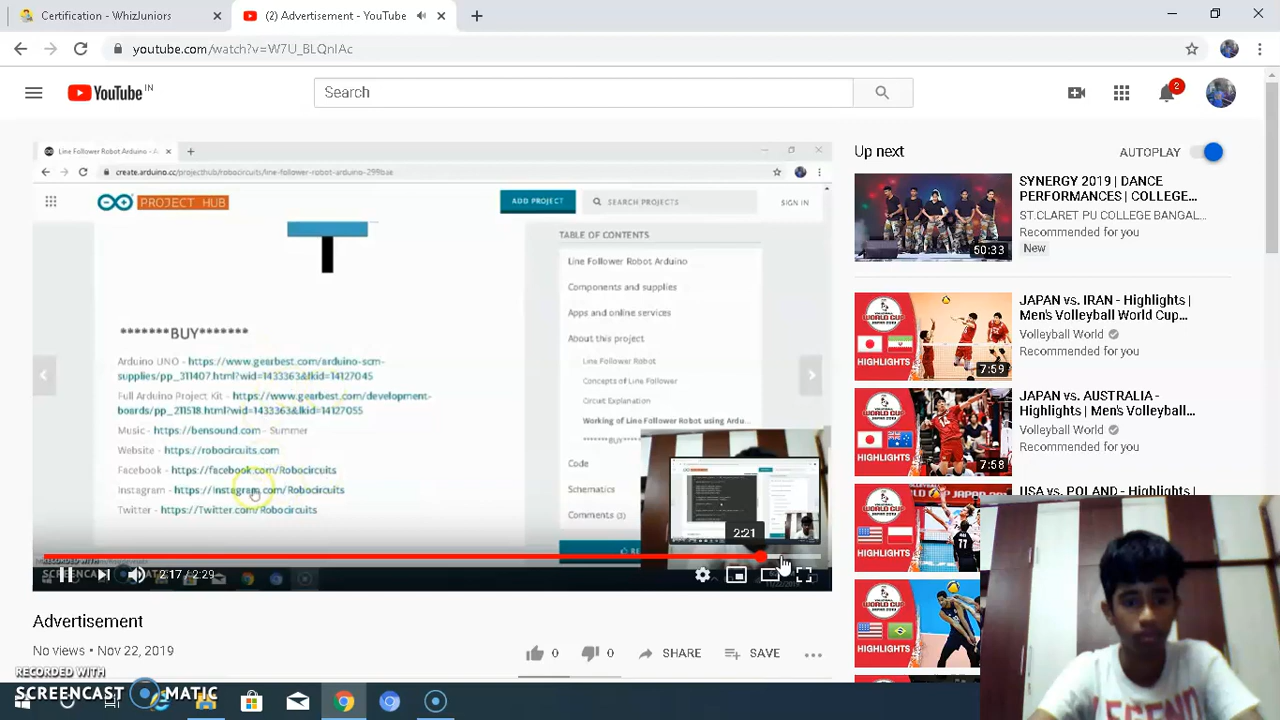 Certification - WhizJuniors
(2) Advertisement - YouTube
youtube.com/watch?v=W7U_BLQnIAc
YouTube IN
Search
2
Line Follower Robot Arduino - A
create.arduino.cc/projecthub/robocircuits/line-follower-robot-arduino-299bae
PROJECT HUB
ADD PROJECT
SEARCH PROJECTS
SIGN IN
*******BUY*******
Arduino UNO - https://www.gearbest.com/arduino-scm-
supplies/pp_311407.html?wid=1433363&lkid=14127045
Full Arduino Project Kit - https://www.gearbest.com/development-
boards/pp_211518.html?wid=1433363&lkid=14127055
Music - https://bensound.com - Summer
Website - https://robocircuits.com
Facebook - https://facebook.com/Robocircuits
Instagram - https://instagram.com/Robocircuits
Twitter - https://Twitter.com/Robocircuits
TABLE OF CONTENTS
Line Follower Robot Arduino
Components and supplies
Apps and online services
About this project
Line Follower Robot
Concepts of Line Follower
Circuit Explanation
Working of Line Follower Robot using Ardu...
Code
Schematics
Comments (3)
2:21
2:17 / 2:29
Advertisement
No views • Nov 22, 2019
0
0
SHARE
SAVE
Up next
AUTOPLAY
SYNERGY 2019 | DANCE
PERFORMANCES | COLLEGE...
ST.CLARET PU COLLEGE BANGAL...
Recommended for you
New
50:33
JAPAN vs. IRAN - Highlights |
Men's Volleyball World Cup...
Volleyball World
Recommended for you
HIGHLIGHTS
7:59
JAPAN vs. AUSTRALIA -
Highlights | Men's Volleyball...
Volleyball World
Recommended for you
HIGHLIGHTS
7:58
HIGHLIGHTS
HIGHLIGHTS
RECORDED WITH
SCREENCAST MATIC